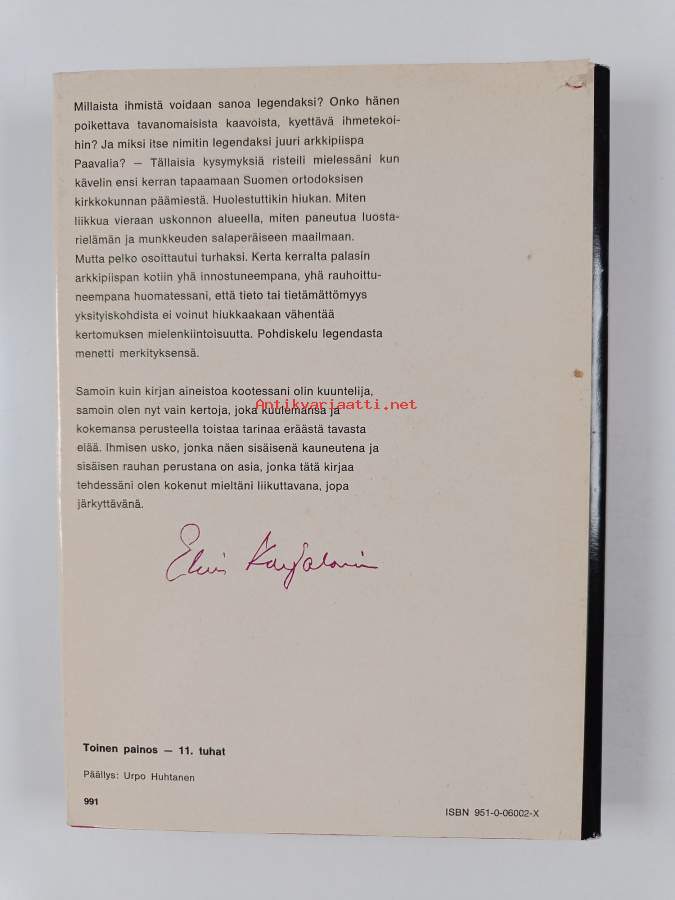 Millaista ihmistä voidaan sanoa legendaksi? Onko hänen
poikettava tavanomaisista kaavoista, kyettävä ihmetekoi-
hin? Ja miksi itse nimitin legendaksi juuri arkkipiispa
Paavalia? — Tällaisia kysymyksiä risteili mielessäni kun
kävelin ensi kerran tapaamaan Suomen ortodoksisen
kirkkokunnan päämiestä. Huolestuttikin hiukan. Miten
liikkua vieraan uskonnon alueella, miten paneutua luosta-
rielämän ja munkkeuden salaperäiseen maailmaan.
Mutta pelko osoittautui turhaksi. Kerta kerralta palasin
arkkipiispan kotiin yhä innostuneempana, yhä rauhoittu-
neempana huomatessani, että tieto tai tietämättömyys
yksityiskohdista ei voinut hiukkaakaan vähentää
kertomuksen mielenkiintoisuutta. Pohdiskelu legendasta
menetti merkityksensä.
Samoin kuin kirjan aineistoa kootessani olin kuuntelija,
samoin olen nyt vain kertoja, joka kuulemansa ja
Antikvariaatti.net
kokemansa perusteella toistaa tarinaa eräästä tavasta
elää. Ihmisen usko, jonka näen sisäisenä kauneutena ja
sisäisen rauhan perustana on asia, jonka tätä kirjaa
tehdessäni olen kokenut mieltäni liikuttavana, jopa
järkyttävänä.
Elvi Karjalainen
Toinen painos — 11. tuhat
Päällys: Urpo Huhtanen
991
ISBN 951-0-06002-X